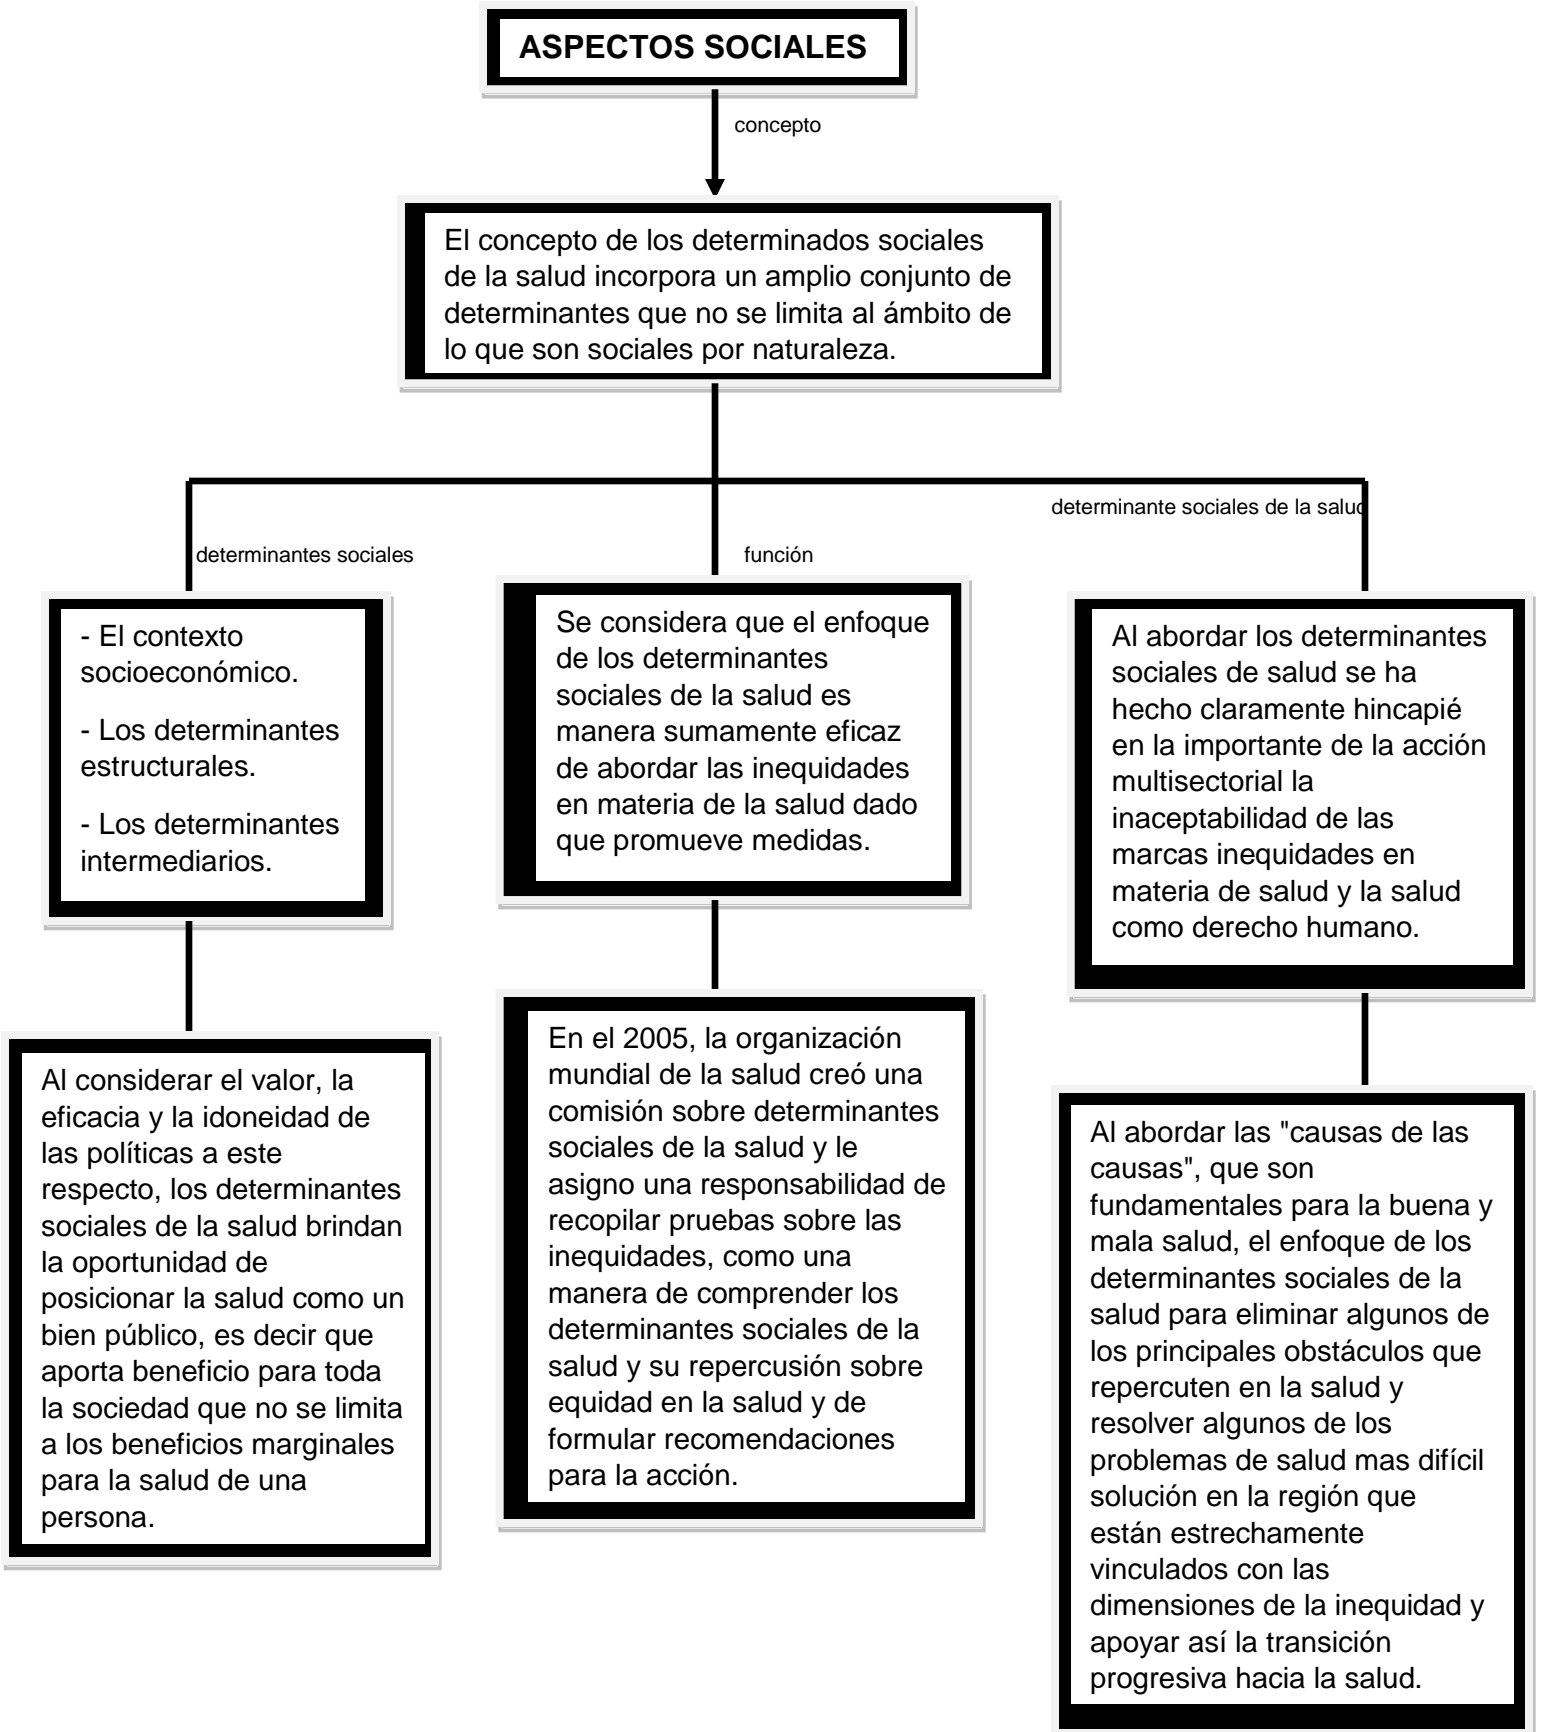 ASPECTOS SOCIALES
concepto
El concepto de los determinados sociales
de la salud incorpora un amplio conjunto de
determinantes que no se limita al ámbito de
lo que son sociales por naturaleza.
determinantes sociales
función
determinante sociales de la salud
- El contexto
socioeconómico.
- Los determinantes
estructurales.
- Los determinantes
intermediarios.
Se considera que el enfoque
de los determinantes
sociales de la salud es
manera sumamente eficaz
de abordar las inequidades
en materia de la salud dado
que promueve medidas.
Al abordar los determinantes
sociales de salud se ha
hecho claramente hincapié
en la importante de la acción
multisectorial la
inaceptabilidad de las
marcas inequidades en
materia de salud y la salud
como derecho humano.
Al considerar el valor, la
eficacia y la idoneidad de
las políticas a este
respecto, los determinantes
sociales de la salud brindan
la oportunidad de
posicionar la salud como un
bien público, es decir que
aporta beneficio para toda
la sociedad que no se limita
a los beneficios marginales
para la salud de una
persona.
En el 2005, la organización
mundial de la salud creó una
comisión sobre determinantes
sociales de la salud y le
asigno una responsabilidad de
recopilar pruebas sobre las
inequidades, como una
manera de comprender los
determinantes sociales de la
salud y su repercusión sobre
equidad en la salud y de
formular recomendaciones
para la acción.
Al abordar las "causas de las
causas", que son
fundamentales para la buena y
mala salud, el enfoque de los
determinantes sociales de la
salud para eliminar algunos de
los principales obstáculos que
repercuten en la salud y
resolver algunos de los
problemas de salud mas difícil
solución en la región que
están estrechamente
vinculados con las
dimensiones de la inequidad y
apoyar así la transición
progresiva hacia la salud.